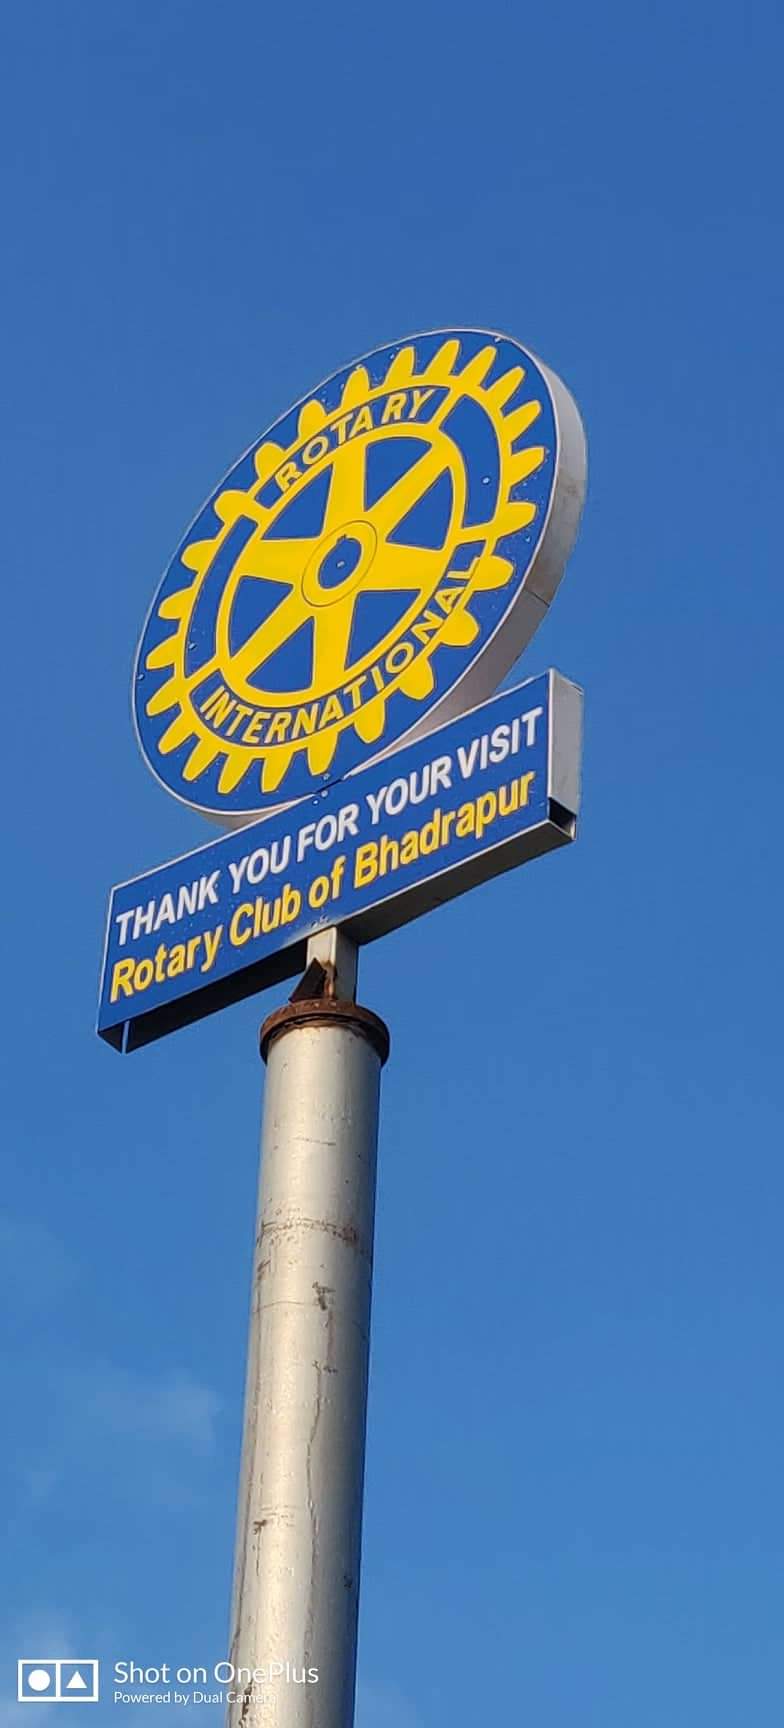 ROTARY
INTERNATIONAL
THANK YOU FOR YOUR VISIT
Rotary Club of Bhadrapur
Shot on OnePlus
Powered by Dual Camera